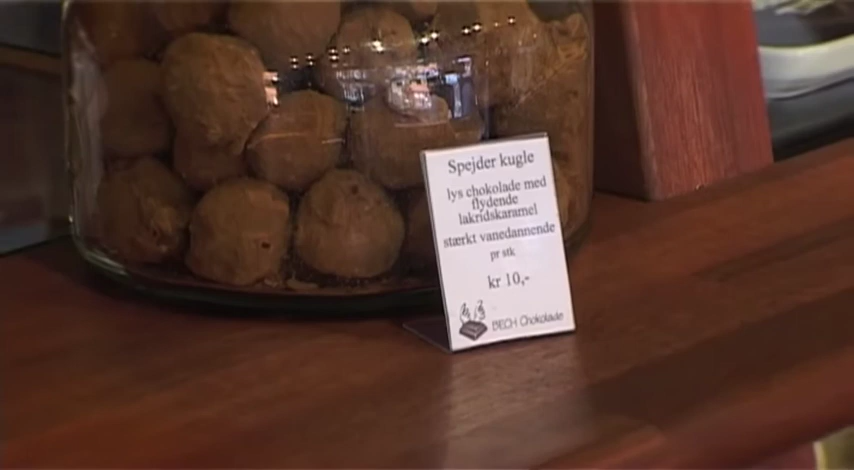 Spejder kugle
lys chokolade med
flydende
lakridskaramel
stærkt vanedannende
pr stk
kr 10,-
BECH Chokolade